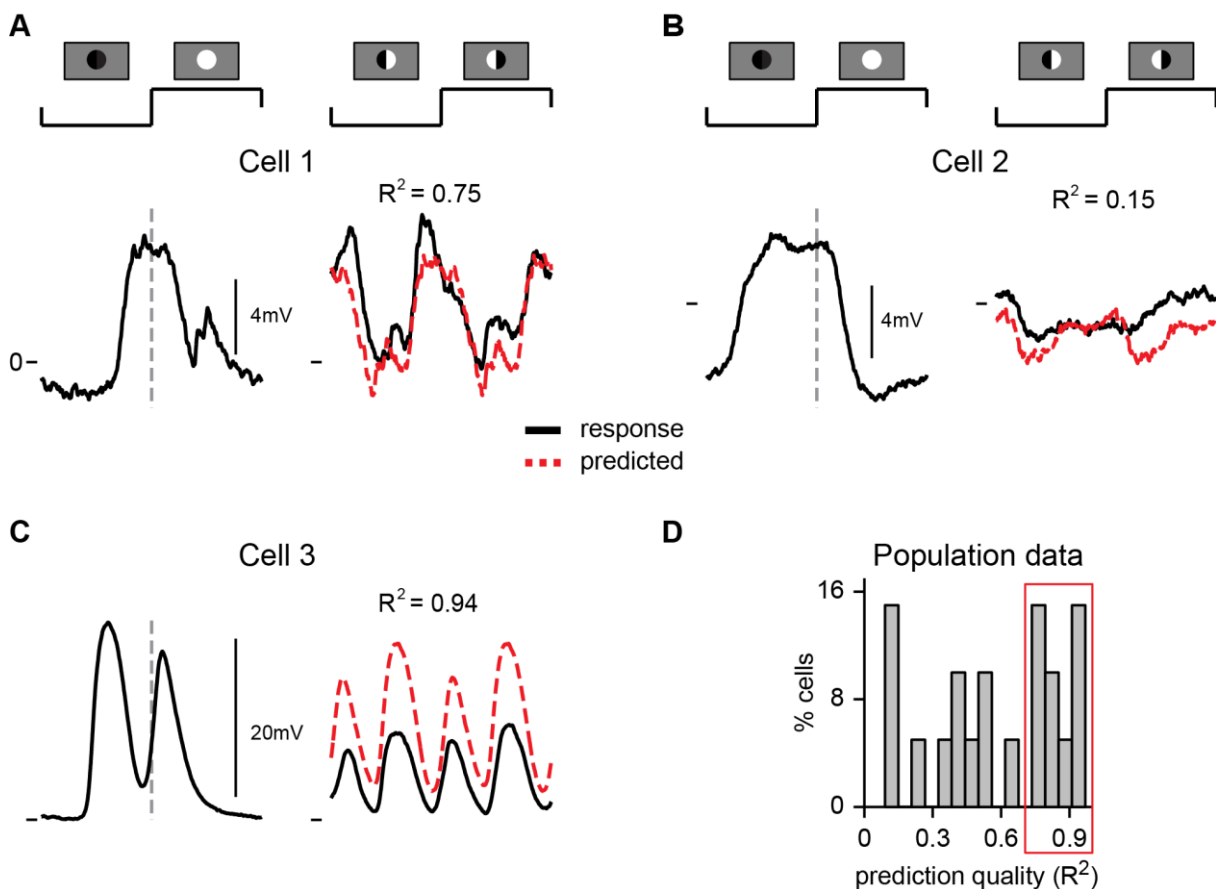 A
B
Cell 1
Cell 2
R² = 0.75
R² = 0.15
4mV
0
4mV
response
predicted
C
D
Cell 3
Population data
R² = 0.94
20mV
16
8
0
% cells
0 0.3 0.6 0.9
prediction quality (R²)